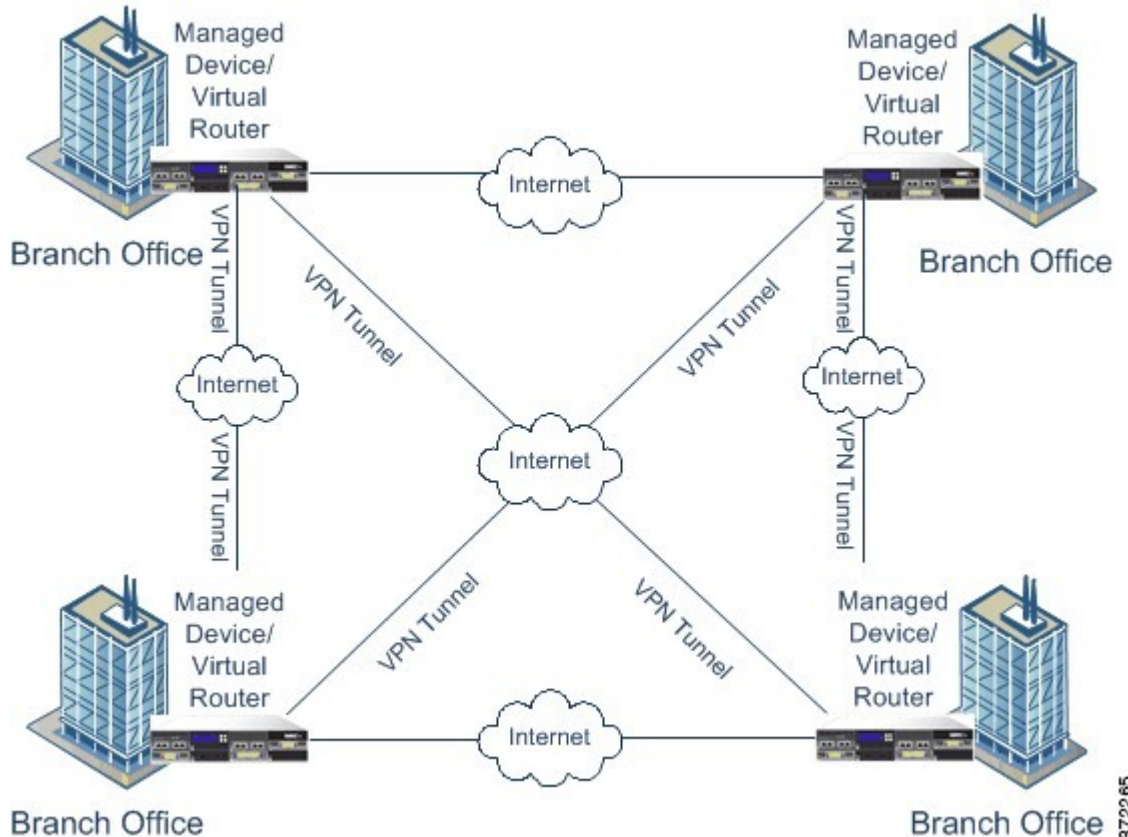 Managed
Device/
Virtual
Router
Managed
Device/
Virtual
Router
Internet
Branch Office
Branch Office
VPN Tunnel
VPN Tunnel
VPN Tunnel
VPN Tunnel
Internet
Internet
VPN Tunnel
VPN Tunnel
Internet
Managed
Device/
Virtual
Router
VPN Tunnel
VPN Tunnel
Managed
Device/
Virtual
Router
Internet
Branch Office
Branch Office
372265